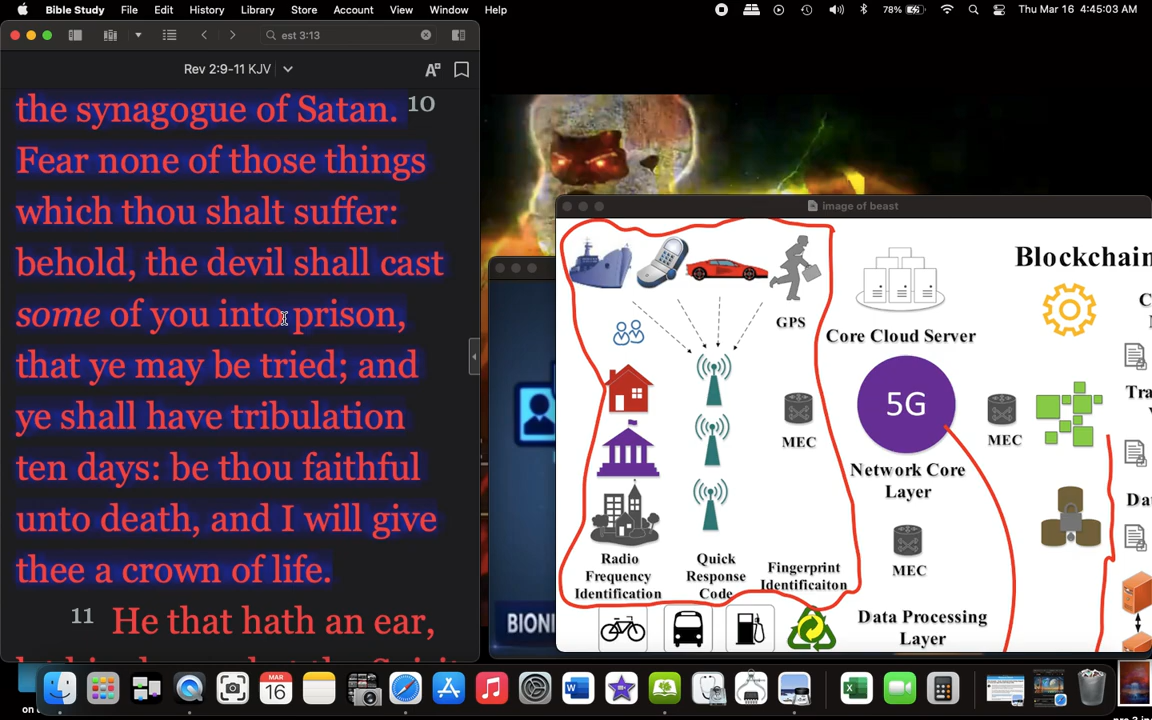 Bible Study File Edit History Library Store Account View Window Help
78% Thu Mar 16 4:45:03 AM
est 3:13
Rev 2:9-11 KJV
the synagogue of Satan. 10
Fear none of those things
which thou shalt suffer:
behold, the devil shall cast
some of you into prison,
that ye may be tried; and
ye shall have tribulation
ten days: be thou faithful
unto death, and I will give
thee a crown of life.
11 He that hath an ear,
image of beast
Blockchain
GPS
Core Cloud Server
5G
MEC
MEC
Network Core
Layer
MEC
Radio
Frequency
Identification
Quick
Response
Code
Fingerprint
Identificaiton
Data Processing
Layer
BIONI
MAR
16
W
X